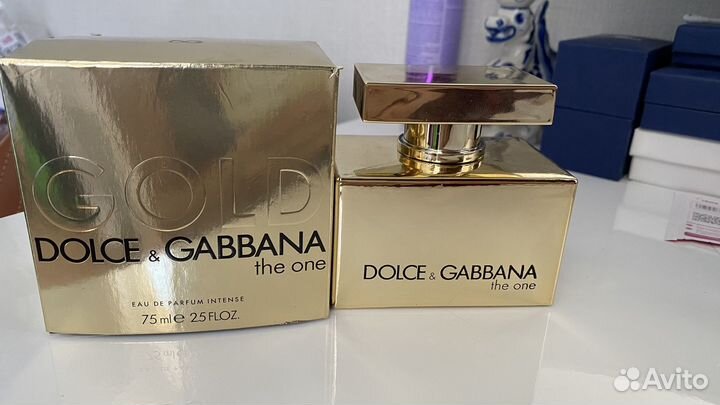 GOLD
DOLCE & GABBANA
the one
EAU DE PARFUM INTENSE
75 ml e 2.5 FL.OZ.
DOLCE & GABBANA
the one
Avito